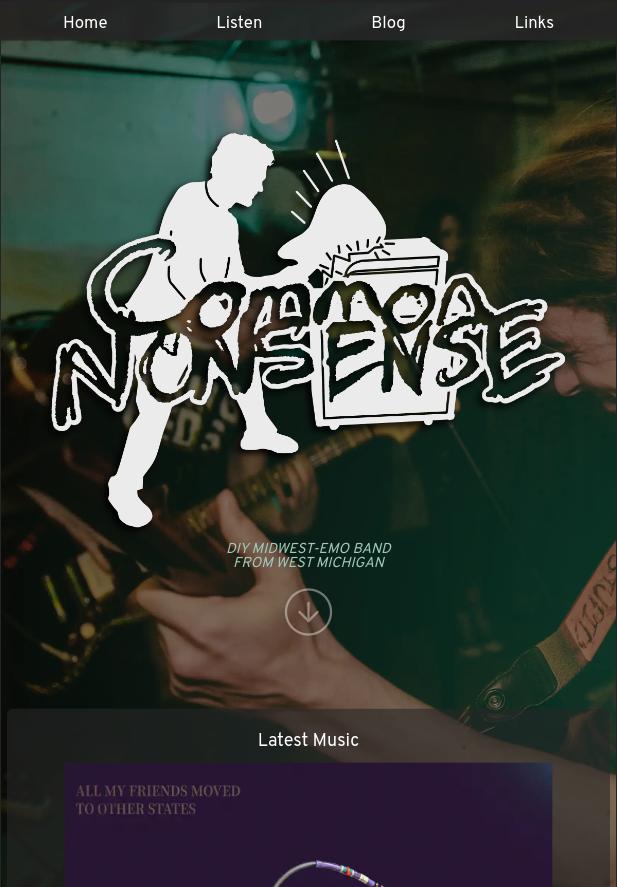 Home Listen Blog Links
Common
NONSENSE
DIY MIDWEST-EMO BAND
FROM WEST MICHIGAN
Latest Music
ALL MY FRIENDS MOVED
TO OTHER STATES